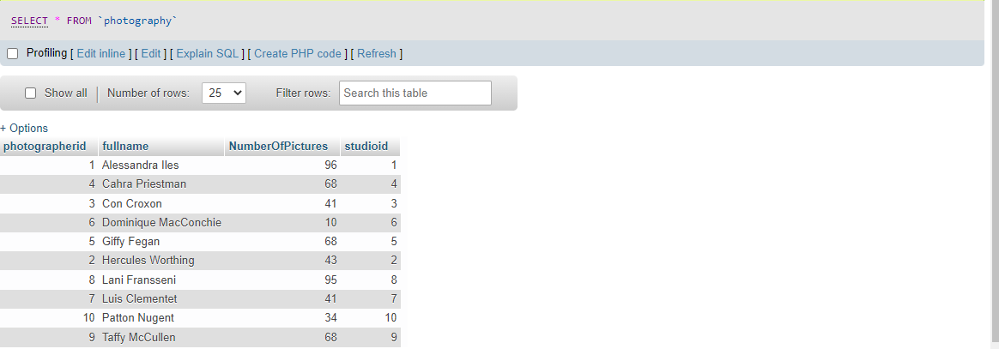 SELECT * FROM `photography`
Profiling [ Edit inline ] [ Edit ] [ Explain SQL ] [ Create PHP code ] [ Refresh ]
Show all | Number of rows: 25 Filter rows: Search this table
+ Options
photographerid fullname NumberOfPictures studioid
1 Alessandra Iles 96 1
4 Cahra Priestman 68 4
3 Con Croxon 41 3
6 Dominique MacConchie 10 6
5 Giffy Fegan 68 5
2 Hercules Worthing 43 2
8 Lani Fransseni 95 8
7 Luis Clementet 41 7
10 Patton Nugent 34 10
9 Taffy McCullen 68 9